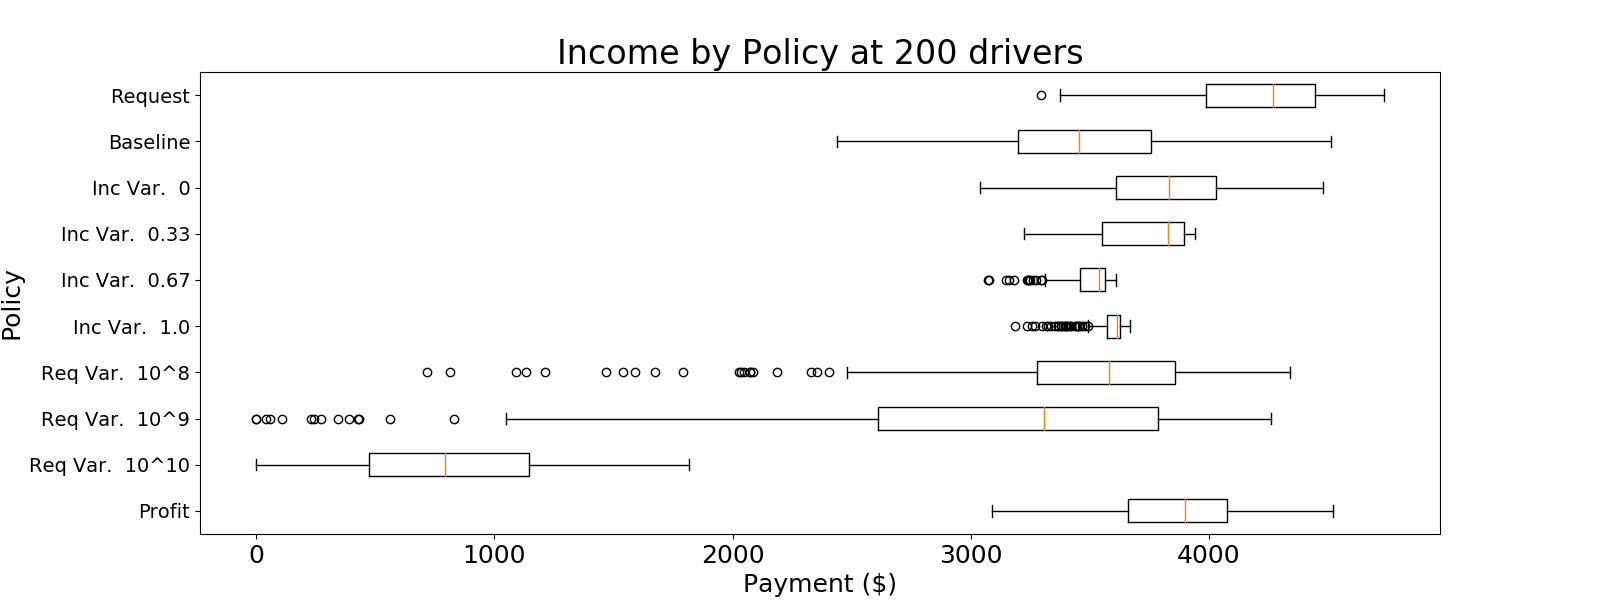 Income by Policy at 200 drivers
Policy
Request
Baseline
Inc Var.  0
Inc Var.  0.33
Inc Var.  0.67
Inc Var.  1.0
Req Var.  10^8
Req Var.  10^9
Req Var.  10^10
Profit
0 1000 2000 3000 4000
Payment ($)